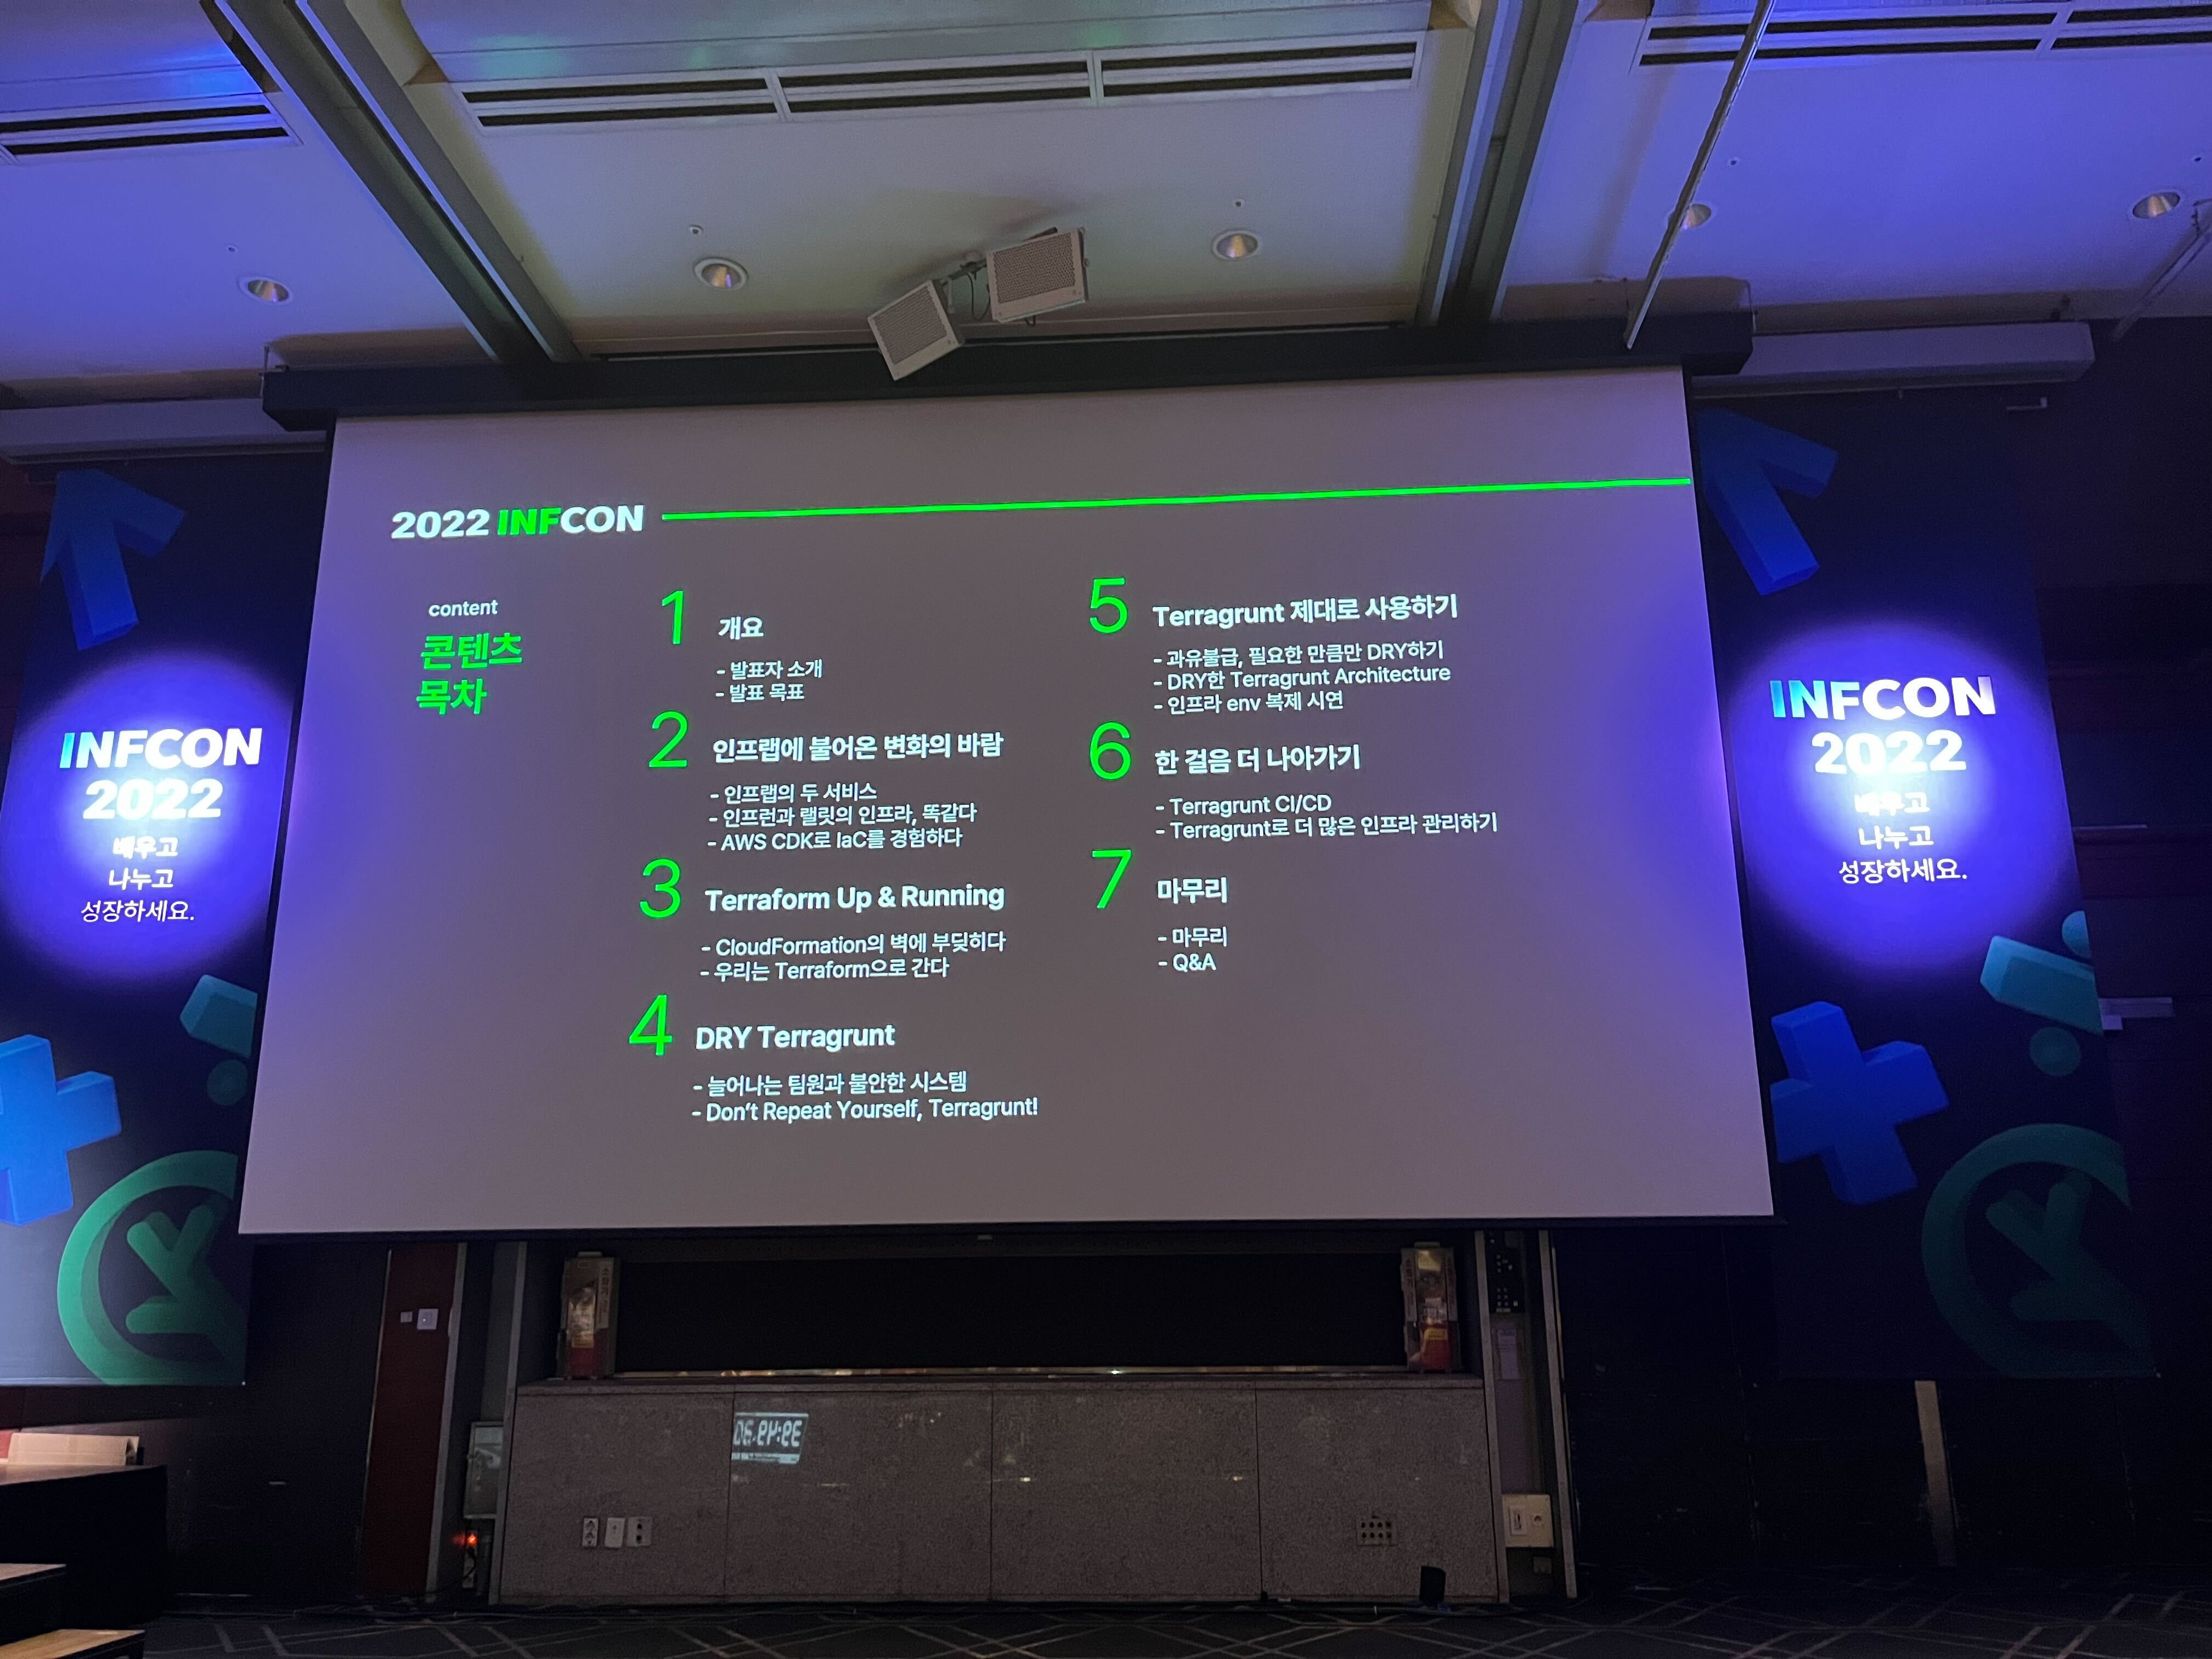 2022 INFCON
content
콘텐츠
목차
1 개요
- 발표자 소개
- 발표 목표
2 인프랩에 불어온 변화의 바람
- 인프랩의 두 서비스
- 인프런과 랠릿의 인프라, 똑같다
- AWS CDK로 IaC를 경험하다
3 Terraform Up & Running
- CloudFormation의 벽에 부딪히다
- 우리는 Terraform으로 간다
4 DRY Terragrunt
- 늘어나는 팀원과 불안한 시스템
- Don't Repeat Yourself, Terragrunt!
5 Terragrunt 제대로 사용하기
- 과유불급, 필요한 만큼만 DRY하기
- DRY한 Terragrunt Architecture
- 인프라 env 복제 시연
6 한 걸음 더 나아가기
- Terragrunt CI/CD
- Terragrunt로 더 많은 인프라 관리하기
7 마무리
- 마무리
- Q&A
INFCON
2022
배우고
나누고
성장하세요.
INFCON
2022
배우고
나누고
성장하세요.